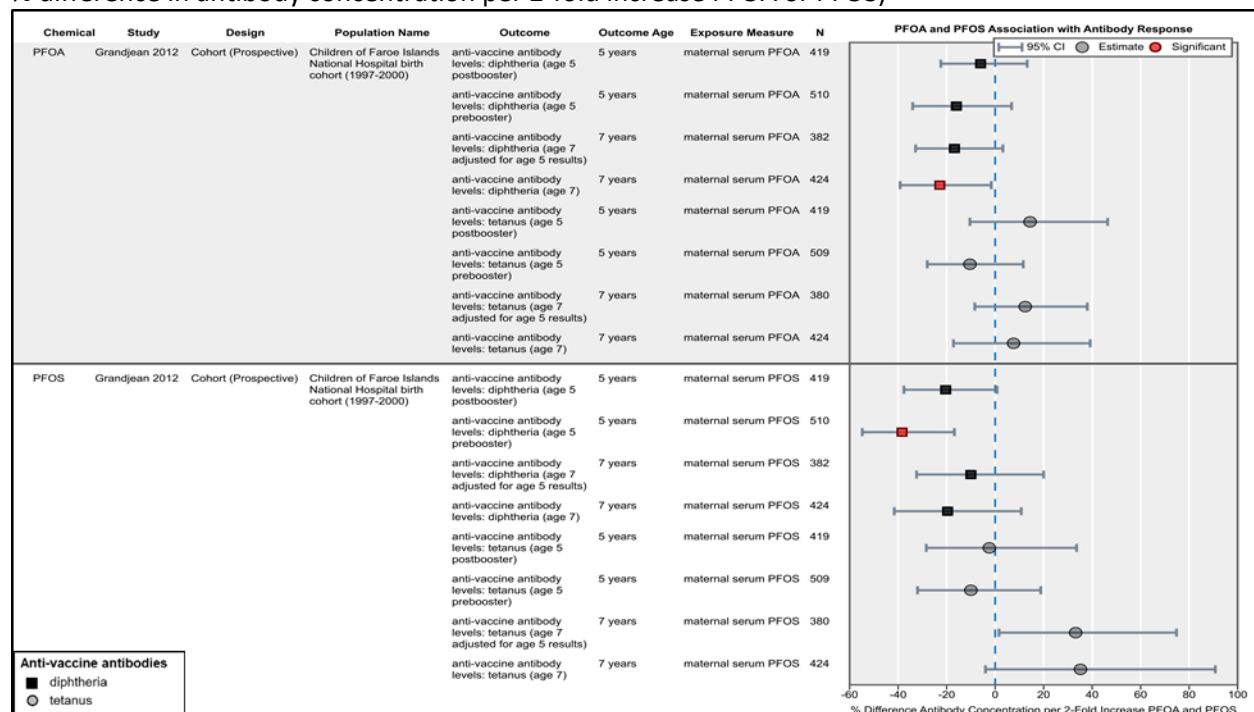 % difference in antibody concentration per 2-fold increase PFOA or PFOS)
Chemical Study Design Population Name Outcome Outcome Age Exposure Measure N
PFOA and PFOS Association with Antibody Response
95% CI Estimate Significant
PFOA Grandjean 2012 Cohort (Prospective) Children of Faroe Islands anti-vaccine antibody 5 years maternal serum PFOA 419
National Hospital birth levels: diphtheria (age 5
cohort (1997-2000) postbooster)
anti-vaccine antibody 5 years maternal serum PFOA 510
levels: diphtheria (age 5
prebooster)
anti-vaccine antibody 7 years maternal serum PFOA 382
levels: diphtheria (age 7
adjusted for age 5 results)
anti-vaccine antibody 7 years maternal serum PFOA 424
levels: diphtheria (age 7)
anti-vaccine antibody 5 years maternal serum PFOA 419
levels: tetanus (age 5
postbooster)
anti-vaccine antibody 5 years maternal serum PFOA 509
levels: tetanus (age 5
prebooster)
anti-vaccine antibody 7 years maternal serum PFOA 380
levels: tetanus (age 7
adjusted for age 5 results)
anti-vaccine antibody 7 years maternal serum PFOA 424
levels: tetanus (age 7)
PFOS Grandjean 2012 Cohort (Prospective) Children of Faroe Islands anti-vaccine antibody 5 years maternal serum PFOS 419
National Hospital birth levels: diphtheria (age 5
cohort (1997-2000) postbooster)
anti-vaccine antibody 5 years maternal serum PFOS 510
levels: diphtheria (age 5
prebooster)
anti-vaccine antibody 7 years maternal serum PFOS 382
levels: diphtheria (age 7
adjusted for age 5 results)
anti-vaccine antibody 7 years maternal serum PFOS 424
levels: diphtheria (age 7)
anti-vaccine antibody 5 years maternal serum PFOS 419
levels: tetanus (age 5
postbooster)
anti-vaccine antibody 5 years maternal serum PFOS 509
levels: tetanus (age 5
prebooster)
anti-vaccine antibody 7 years maternal serum PFOS 380
levels: tetanus (age 7
adjusted for age 5 results)
anti-vaccine antibody 7 years maternal serum PFOS 424
levels: tetanus (age 7)
Anti-vaccine antibodies
diphtheria
tetanus
-60 -40 -20 0 20 40 60 80 100
% Difference Antibody Concentration per 2-Fold Increase PFOA and PFOS